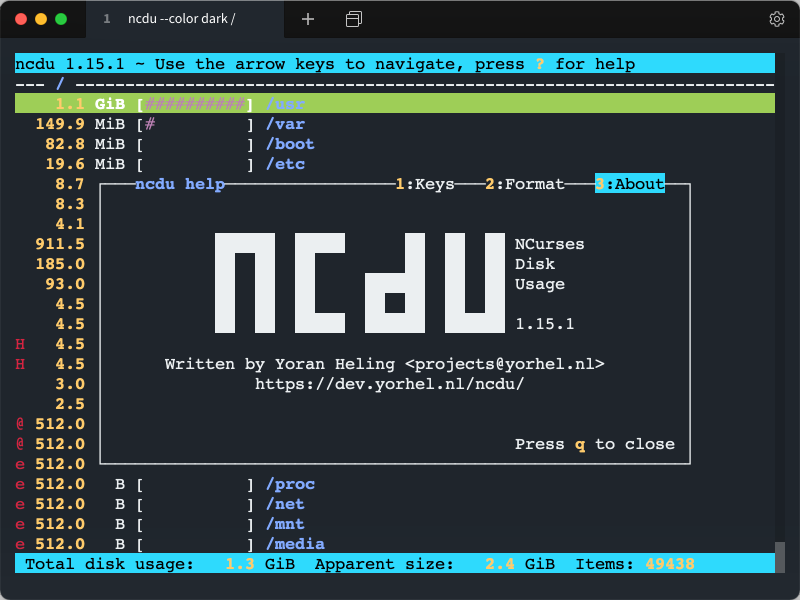 1 ncdu --color dark /
ncdu 1.15.1 ~ Use the arrow keys to navigate, press ? for help
--- / ----------------------------------------------------------------------
1.1 GiB [##########] /usr
149.9 MiB [#         ] /var
82.8 MiB [          ] /boot
19.6 MiB [          ] /etc
8.7 ncdu help 1:Keys 2:Format 3:About
8.3
4.1
911.5 NCurses
185.0 Disk
93.0 Usage
4.5
4.5 1.15.1
H 4.5
H 4.5 Written by Yoran Heling <projects@yorhel.nl>
3.0 https://dev.yorhel.nl/ncdu/
2.5
@ 512.0
@ 512.0 Press q to close
e 512.0
e 512.0   B [          ] /proc
e 512.0   B [          ] /net
e 512.0   B [          ] /mnt
e 512.0   B [          ] /media
Total disk usage:   1.3 GiB  Apparent size:   2.4 GiB  Items: 49438